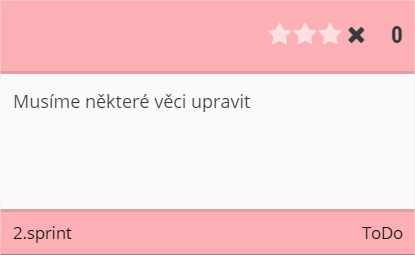 0
Musíme některé věci upravit
2.sprint ToDo